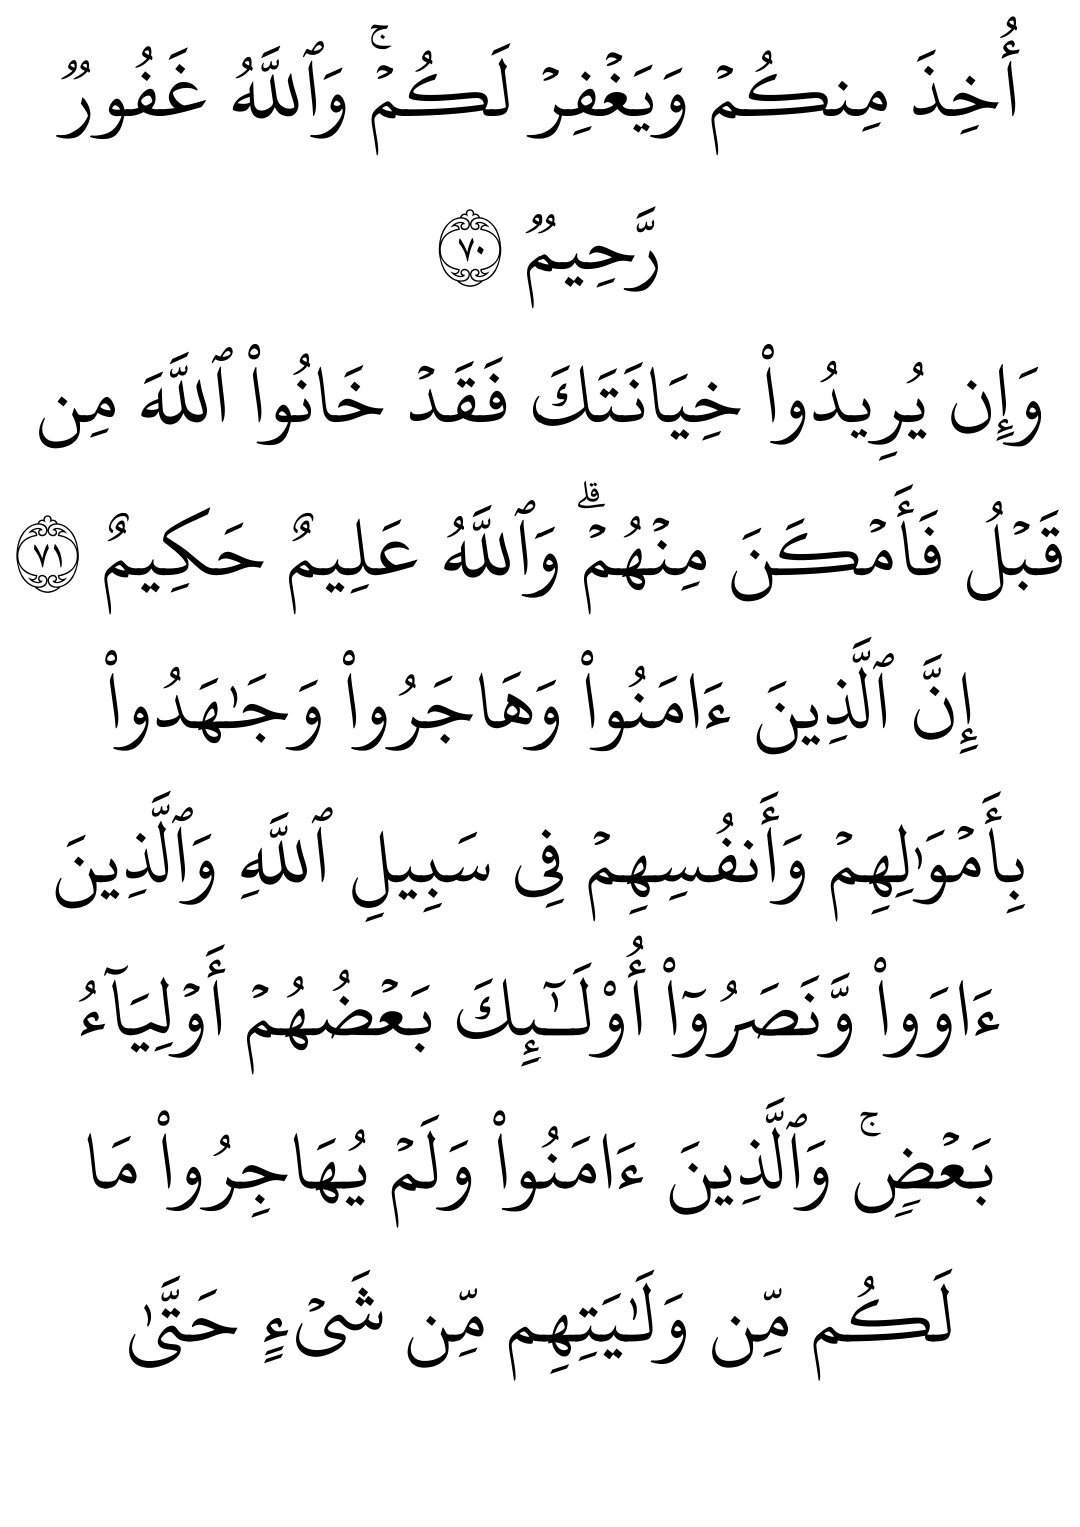 أُخِذَ مِنكُمۡ وَيَغۡفِرۡ لَكُمۡۚ وَٱللَّهُ غَفُورٞ
رَّحِيمٞ ٧٠
وَإِن يُرِيدُواْ خِيَانَتَكَ فَقَدۡ خَانُواْ ٱللَّهَ مِن
قَبۡلُ فَأَمۡكَنَ مِنۡهُمۡۗ وَٱللَّهُ عَلِيمٌ حَكِيمٌ ٧١
إِنَّ ٱلَّذِينَ ءَامَنُواْ وَهَاجَرُواْ وَجَٰهَدُواْ
بِأَمۡوَٰلِهِمۡ وَأَنفُسِهِمۡ فِى سَبِيلِ ٱللَّهِ وَٱلَّذِينَ
ءَاوَواْ وَّنَصَرُوٓاْ أُوْلَٰٓئِكَ بَعۡضُهُمۡ أَوۡلِيَآءُ
بَعۡضٖۚ وَٱلَّذِينَ ءَامَنُواْ وَلَمۡ يُهَاجِرُواْ مَا
لَكُم مِّن وَلَٰيَتِهِم مِّن شَىۡءٍ حَتَّىٰ